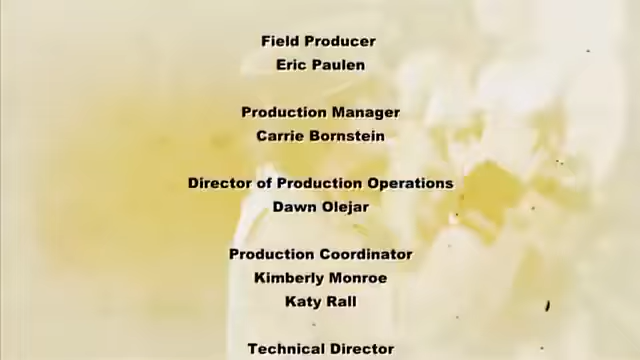 Field Producer
Eric Paulen
Production Manager
Carrie Bornstein
Director of Production Operations
Dawn Olejar
Production Coordinator
Kimberly Monroe
Katy Rall
Technical Director